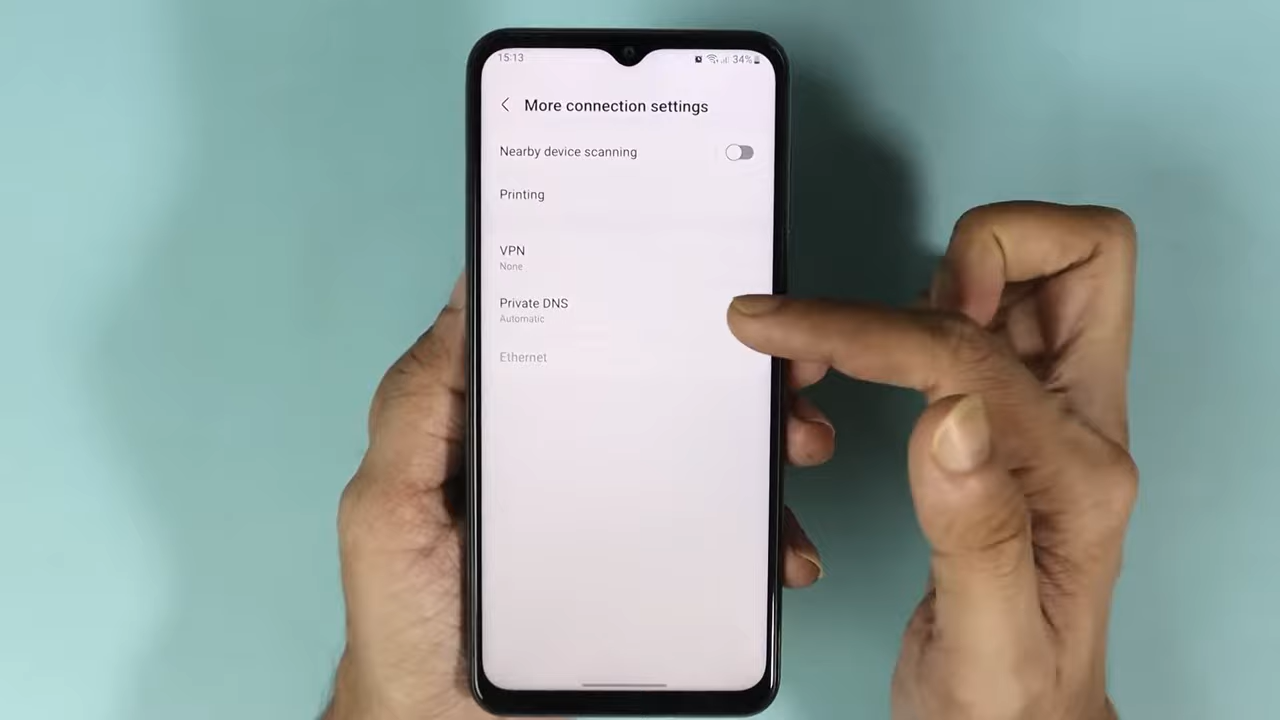 15:13
34%
More connection settings
Nearby device scanning
Printing
VPN
None
Private DNS
Automatic
Ethernet